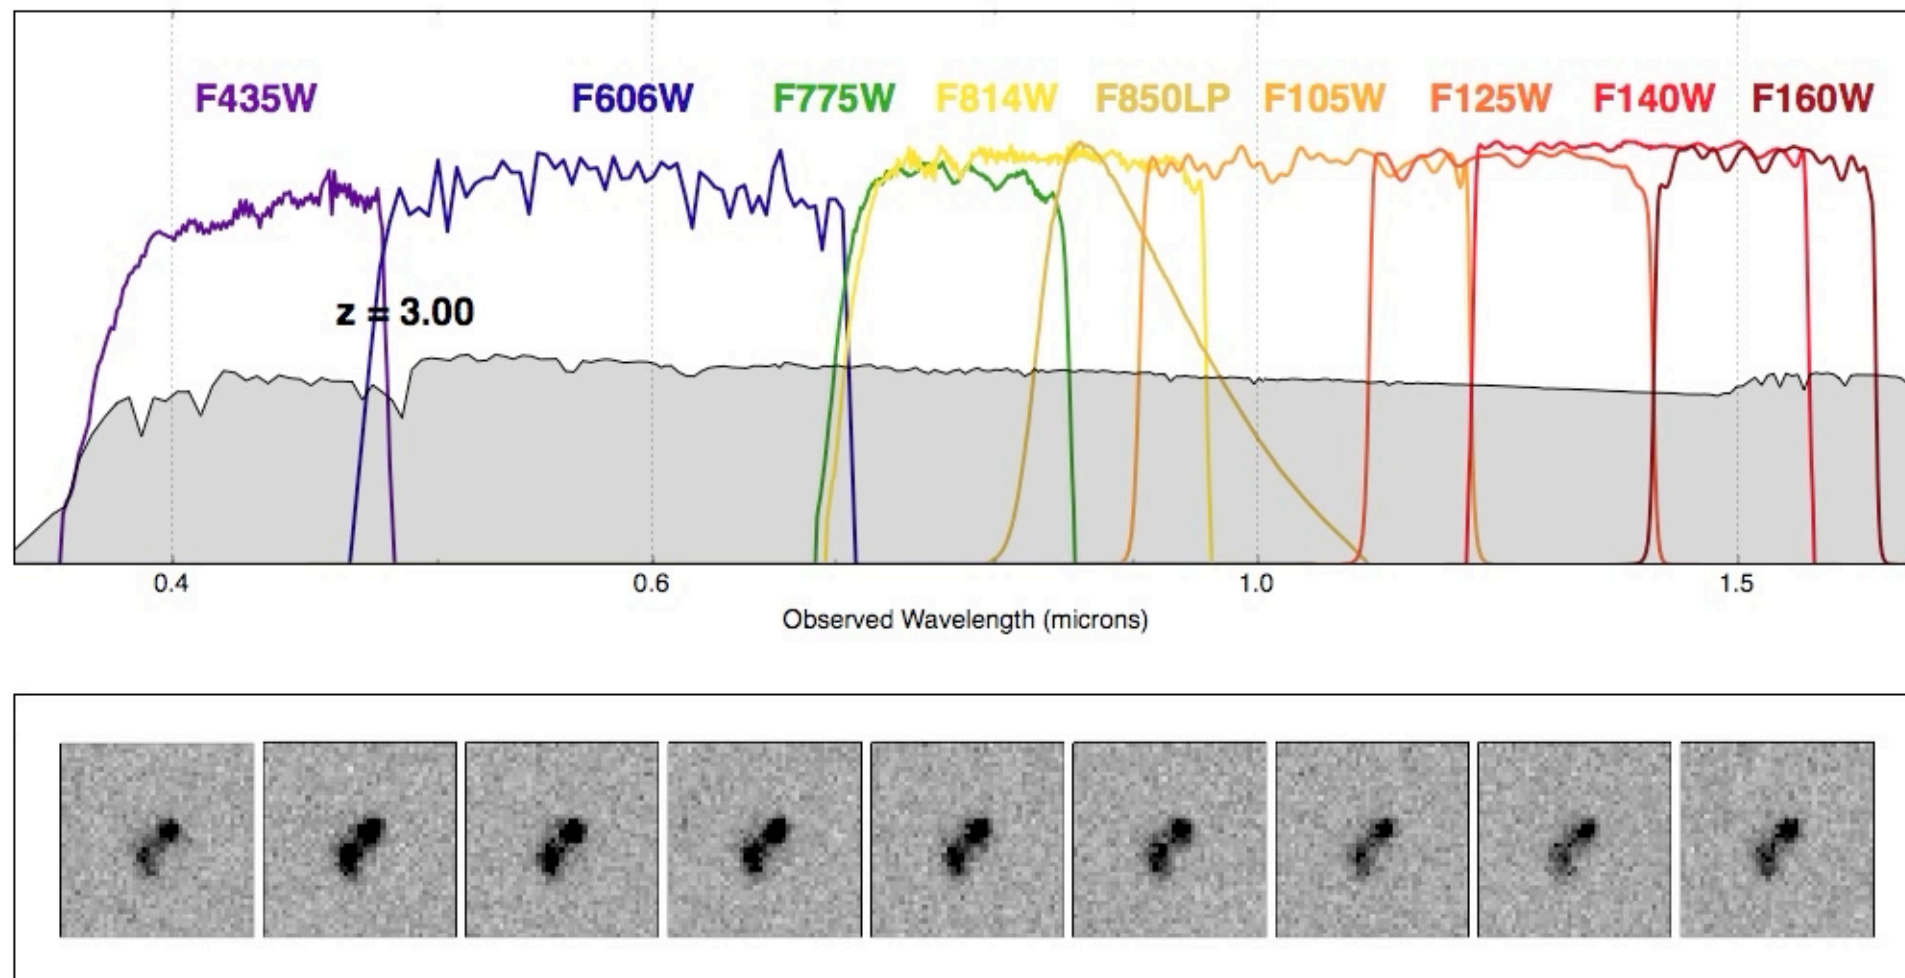 F435W F606W F775W F814W F850LP F105W F125W F140W F160W
z = 3.00
0.4 0.6 1.0 1.5
Observed Wavelength (microns)